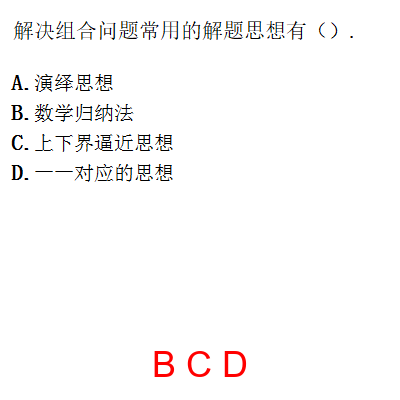 解决组合问题常用的解题思想有（）.
A. 演绎思想
B. 数学归纳法
C. 上下界逼近思想
D. 一一对应的思想
B C D